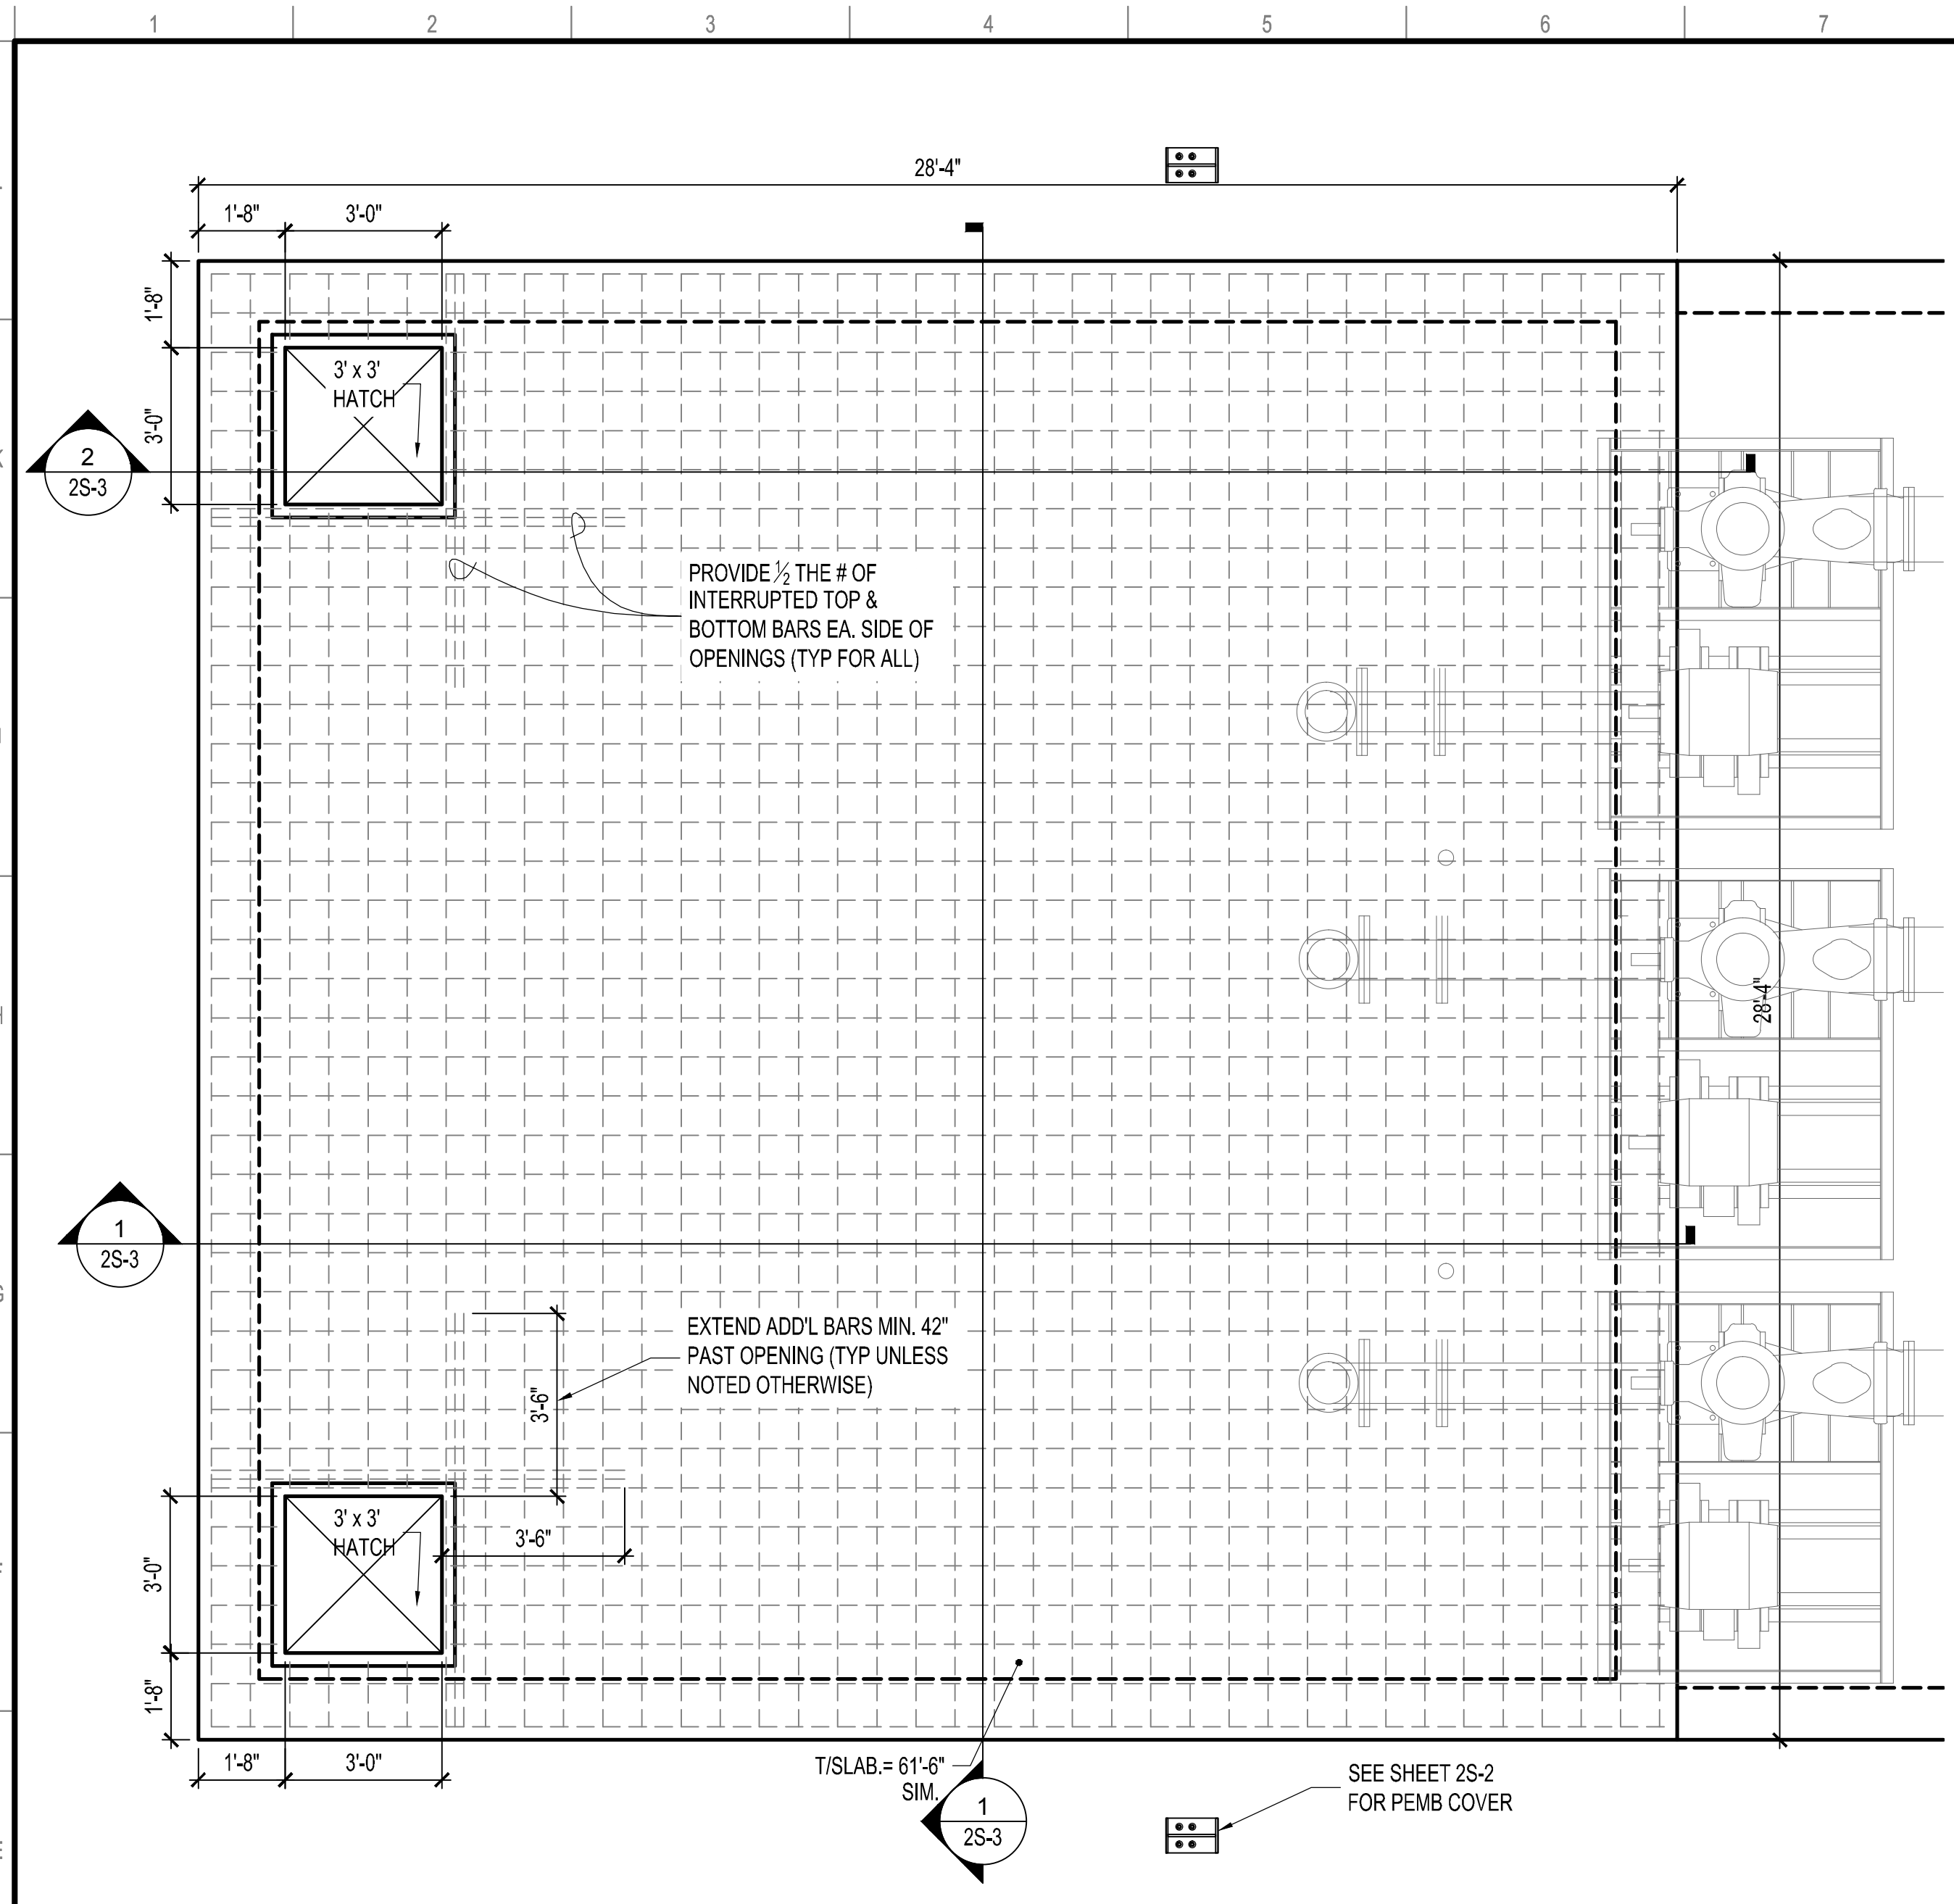 1 2 3 4 5 6 7
28'-4"
1'-8" 3'-0"
1'-8"
3' x 3'
HATCH
3'-0"
2
2S-3
PROVIDE ½ THE # OF
INTERRUPTED TOP &
BOTTOM BARS EA. SIDE OF
OPENINGS (TYP FOR ALL)
28'-4"
1
2S-3
EXTEND ADD'L BARS MIN. 42"
PAST OPENING (TYP UNLESS
NOTED OTHERWISE)
3'-6"
3' x 3'
HATCH
3'-6"
3'-0"
1'-8"
1'-8" 3'-0"
T/SLAB.= 61'-6"
SIM.
1
2S-3
SEE SHEET 2S-2
FOR PEMB COVER